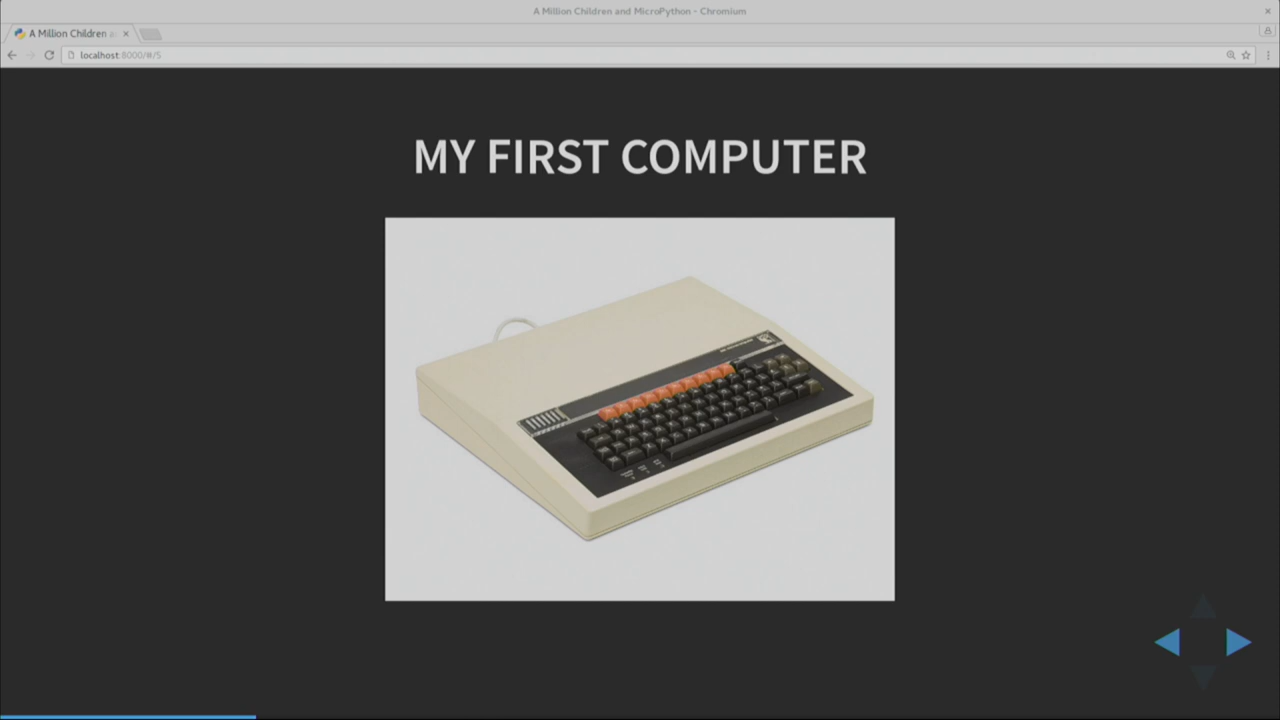 A Million Children and MicroPython - Chromium
A Million Children a
localhost:8000/#/5
MY FIRST COMPUTER